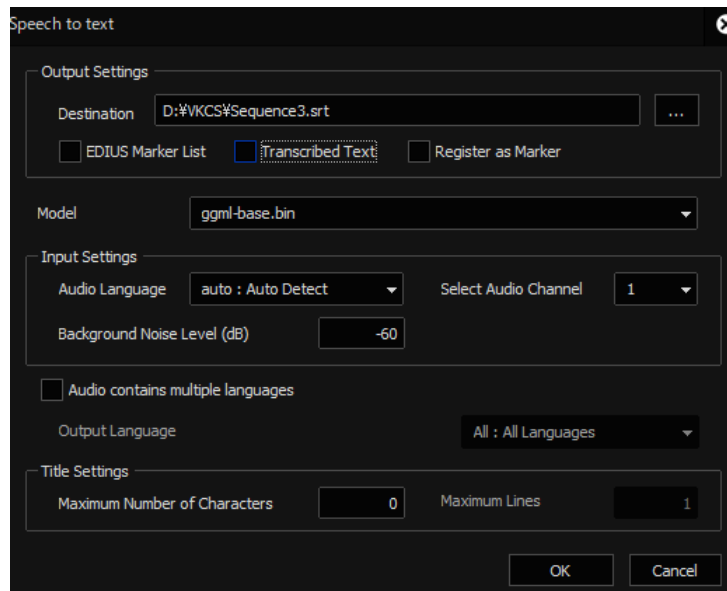 Speech to text
Output Settings
Destination D:¥VKCS¥Sequence3.srt ...
EDIUS Marker List Transcribed Text Register as Marker
Model ggml-base.bin
Input Settings
Audio Language auto : Auto Detect Select Audio Channel 1
Background Noise Level (dB) -60
Audio contains multiple languages
Output Language All : All Languages
Title Settings
Maximum Number of Characters 0 Maximum Lines 1
OK Cancel